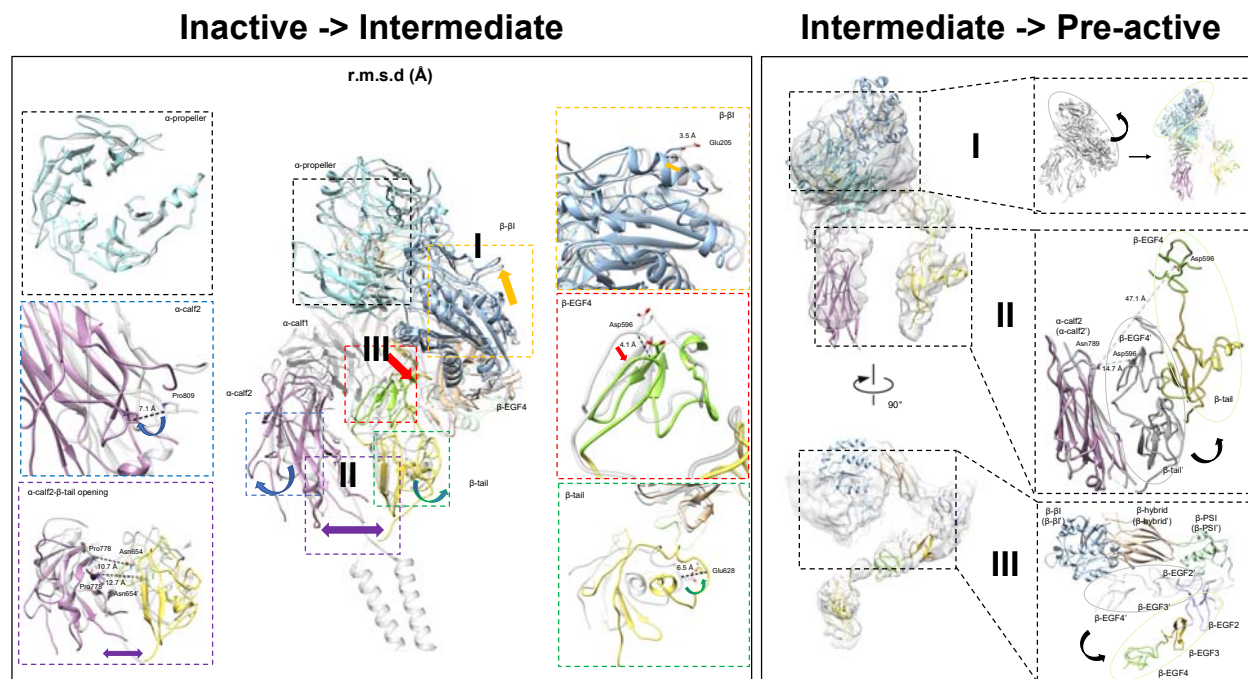 Inactive -> Intermediate
r.m.s.d (Å)
α-propeller
α-calf2
Pro809
7.1 Å
α-calf2-β-tail opening
Pro778
Asn654
10.7 Å
12.7 Å
Pro778'
Asn654'
α-propeller
β-βI
I
α-calf1
III
α-calf2
β-EGF4
II
β-tail
β-βI
3.5 Å
Glu205
β-EGF4
Asp596
4.1 Å
β-tail
6.5 Å
Glu628
Intermediate -> Pre-active
I
II
90°
III
β-EGF4
Asp596
47.1 Å
α-calf2
(α-calf2')
β-EGF4'
Asn789
Asp596
14.7 Å
β-tail
β-tail'
β-βI
(β-βI')
β-hybrid
(β-hybrid')
β-PSI
(β-PSI')
β-EGF2'
β-EGF3'
β-EGF4'
β-EGF2
β-EGF3
β-EGF4